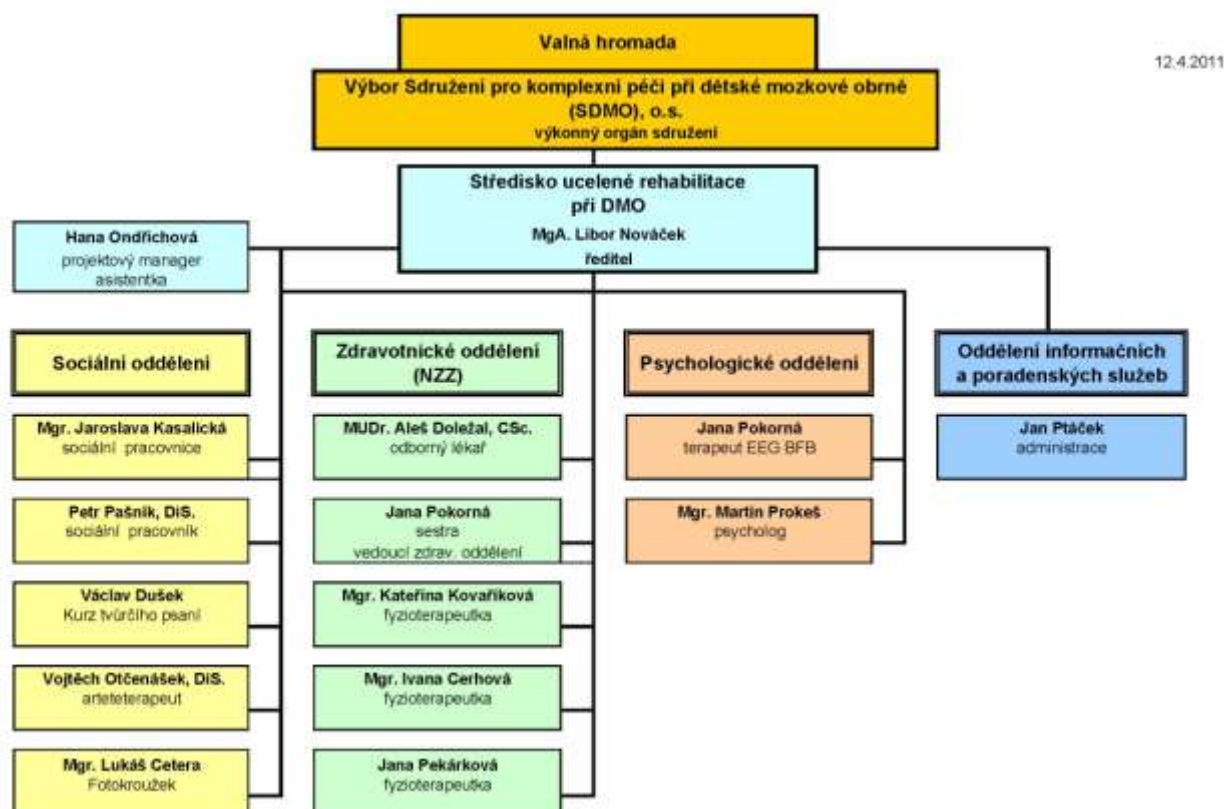 Valná hromada
12.4.2011
Výbor Sdružení pro komplexní péči při dětské mozkové obrně
(SDMO), o.s.
výkonný orgán sdružení
Středisko ucelené rehabilitace
při DMO
MgA. Libor Nováček
ředitel
Hana Ondřichová
projektový manager
asistentka
Sociální oddělení
Mgr. Jaroslava Kasalická
sociální pracovnice
Petr Pašnik, DiS.
sociální pracovník
Václav Dušek
Kurz tvůrčího psaní
Vojtěch Otčenášek, DiS.
arteteterapeut
Mgr. Lukáš Cetera
Fotokroužek
Zdravotnické oddělení
(NZZ)
MUDr. Aleš Doležal, CSc.
odborný lékař
Jana Pokorná
sestra
vedoucí zdrav. oddělení
Mgr. Kateřina Kovaříková
fyzioterapeutka
Mgr. Ivana Cerhová
fyzioterapeutka
Jana Pekárková
fyzioterapeutka
Psychologické oddělení
Jana Pokorná
terapeut EEG BFB
Mgr. Martin Prokeš
psycholog
Oddělení informačních
a poradenských služeb
Jan Ptáček
administrace